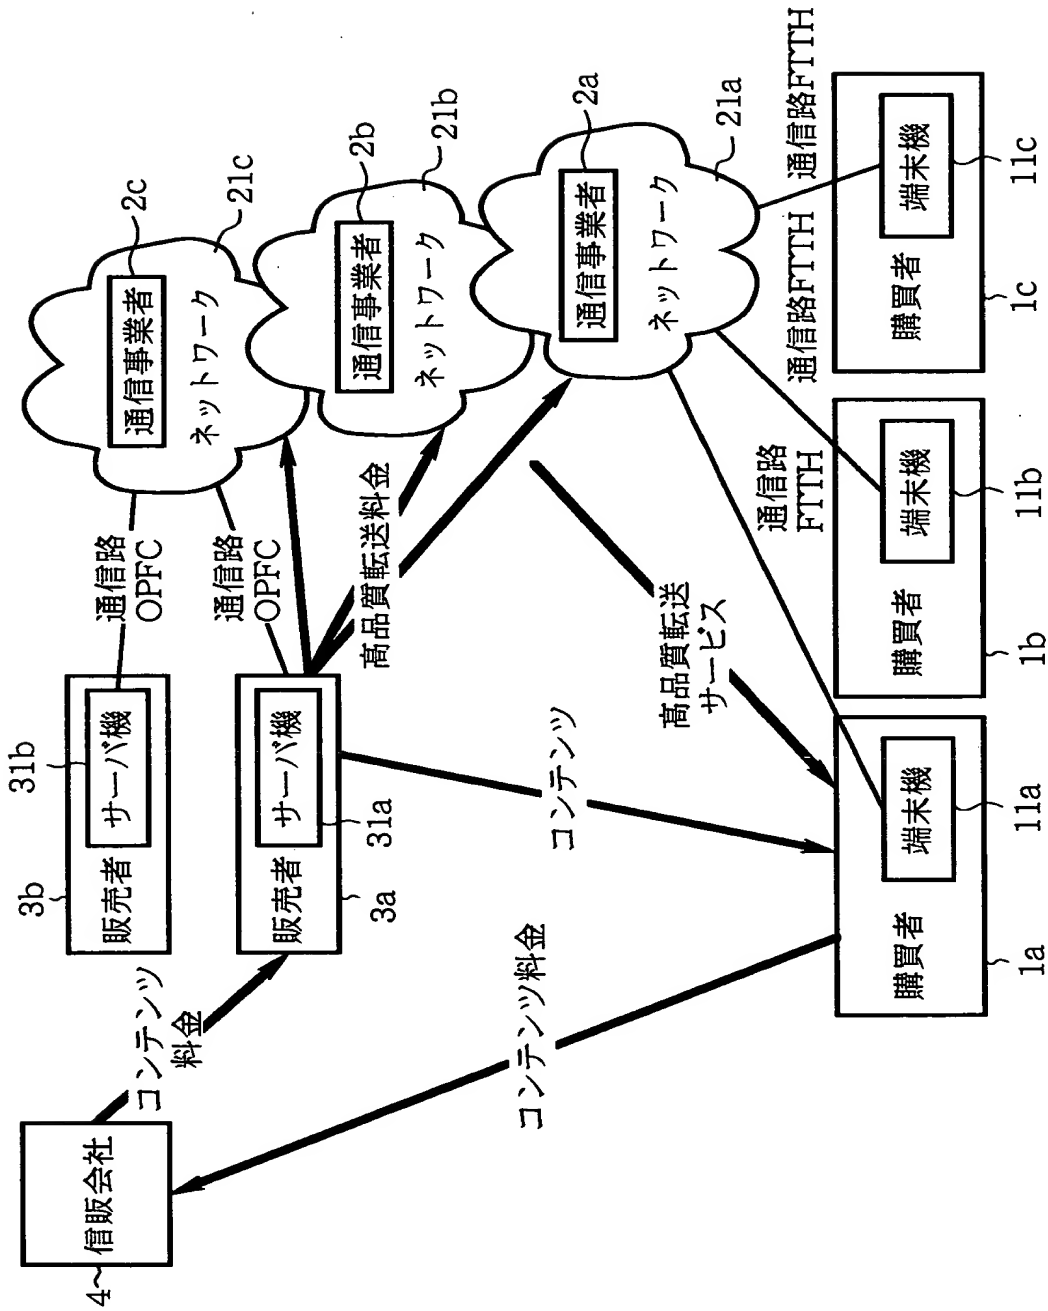 4
信販会社
コンテンツ
料金
3b
31b
販売者
サーバ機
3a
31a
販売者
サーバ機
通信路
OPFC
通信路
OPFC
2c
21c
通信事業者
ネットワーク
2b
21b
通信事業者
ネットワーク
2a
21a
通信事業者
ネットワーク
高品質転送料金
コンテンツ
コンテンツ料金
高品質転送
サービス
通信路
FTTH
通信路FTTH
通信路FTTH
購買者
端末機
1a
11a
購買者
端末機
1b
11b
購買者
端末機
1c
11c